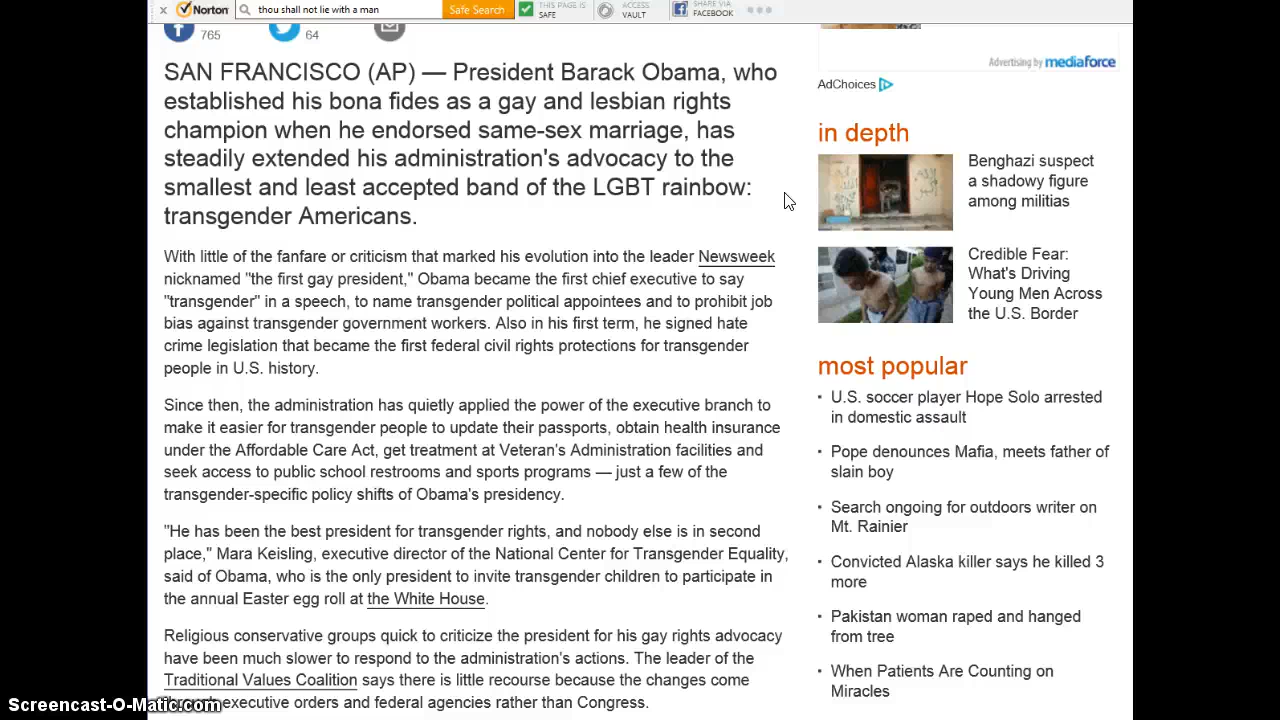 Norton
thou shall not lie with a man
Safe Search
THIS PAGE IS
SAFE
ACCESS
VAULT
SHARE VIA
FACEBOOK
765
64
SAN FRANCISCO (AP) — President Barack Obama, who
established his bona fides as a gay and lesbian rights
champion when he endorsed same-sex marriage, has
steadily extended his administration's advocacy to the
smallest and least accepted band of the LGBT rainbow:
transgender Americans.
With little of the fanfare or criticism that marked his evolution into the leader Newsweek
nicknamed "the first gay president," Obama became the first chief executive to say
"transgender" in a speech, to name transgender political appointees and to prohibit job
bias against transgender government workers. Also in his first term, he signed hate
crime legislation that became the first federal civil rights protections for transgender
people in U.S. history.
Since then, the administration has quietly applied the power of the executive branch to
make it easier for transgender people to update their passports, obtain health insurance
under the Affordable Care Act, get treatment at Veteran's Administration facilities and
seek access to public school restrooms and sports programs — just a few of the
transgender-specific policy shifts of Obama's presidency.
"He has been the best president for transgender rights, and nobody else is in second
place," Mara Keisling, executive director of the National Center for Transgender Equality,
said of Obama, who is the only president to invite transgender children to participate in
the annual Easter egg roll at the White House.
Religious conservative groups quick to criticize the president for his gay rights advocacy
have been much slower to respond to the administration's actions. The leader of the
Traditional Values Coalition says there is little recourse because the changes come
executive orders and federal agencies rather than Congress.
Advertising by mediaforce
AdChoices
in depth
Benghazi suspect
a shadowy figure
among militias
Credible Fear:
What's Driving
Young Men Across
the U.S. Border
most popular
• U.S. soccer player Hope Solo arrested
in domestic assault
• Pope denounces Mafia, meets father of
slain boy
• Search ongoing for outdoors writer on
Mt. Rainier
• Convicted Alaska killer says he killed 3
more
• Pakistan woman raped and hanged
from tree
• When Patients Are Counting on
Miracles
Screencast-O-Matic.com